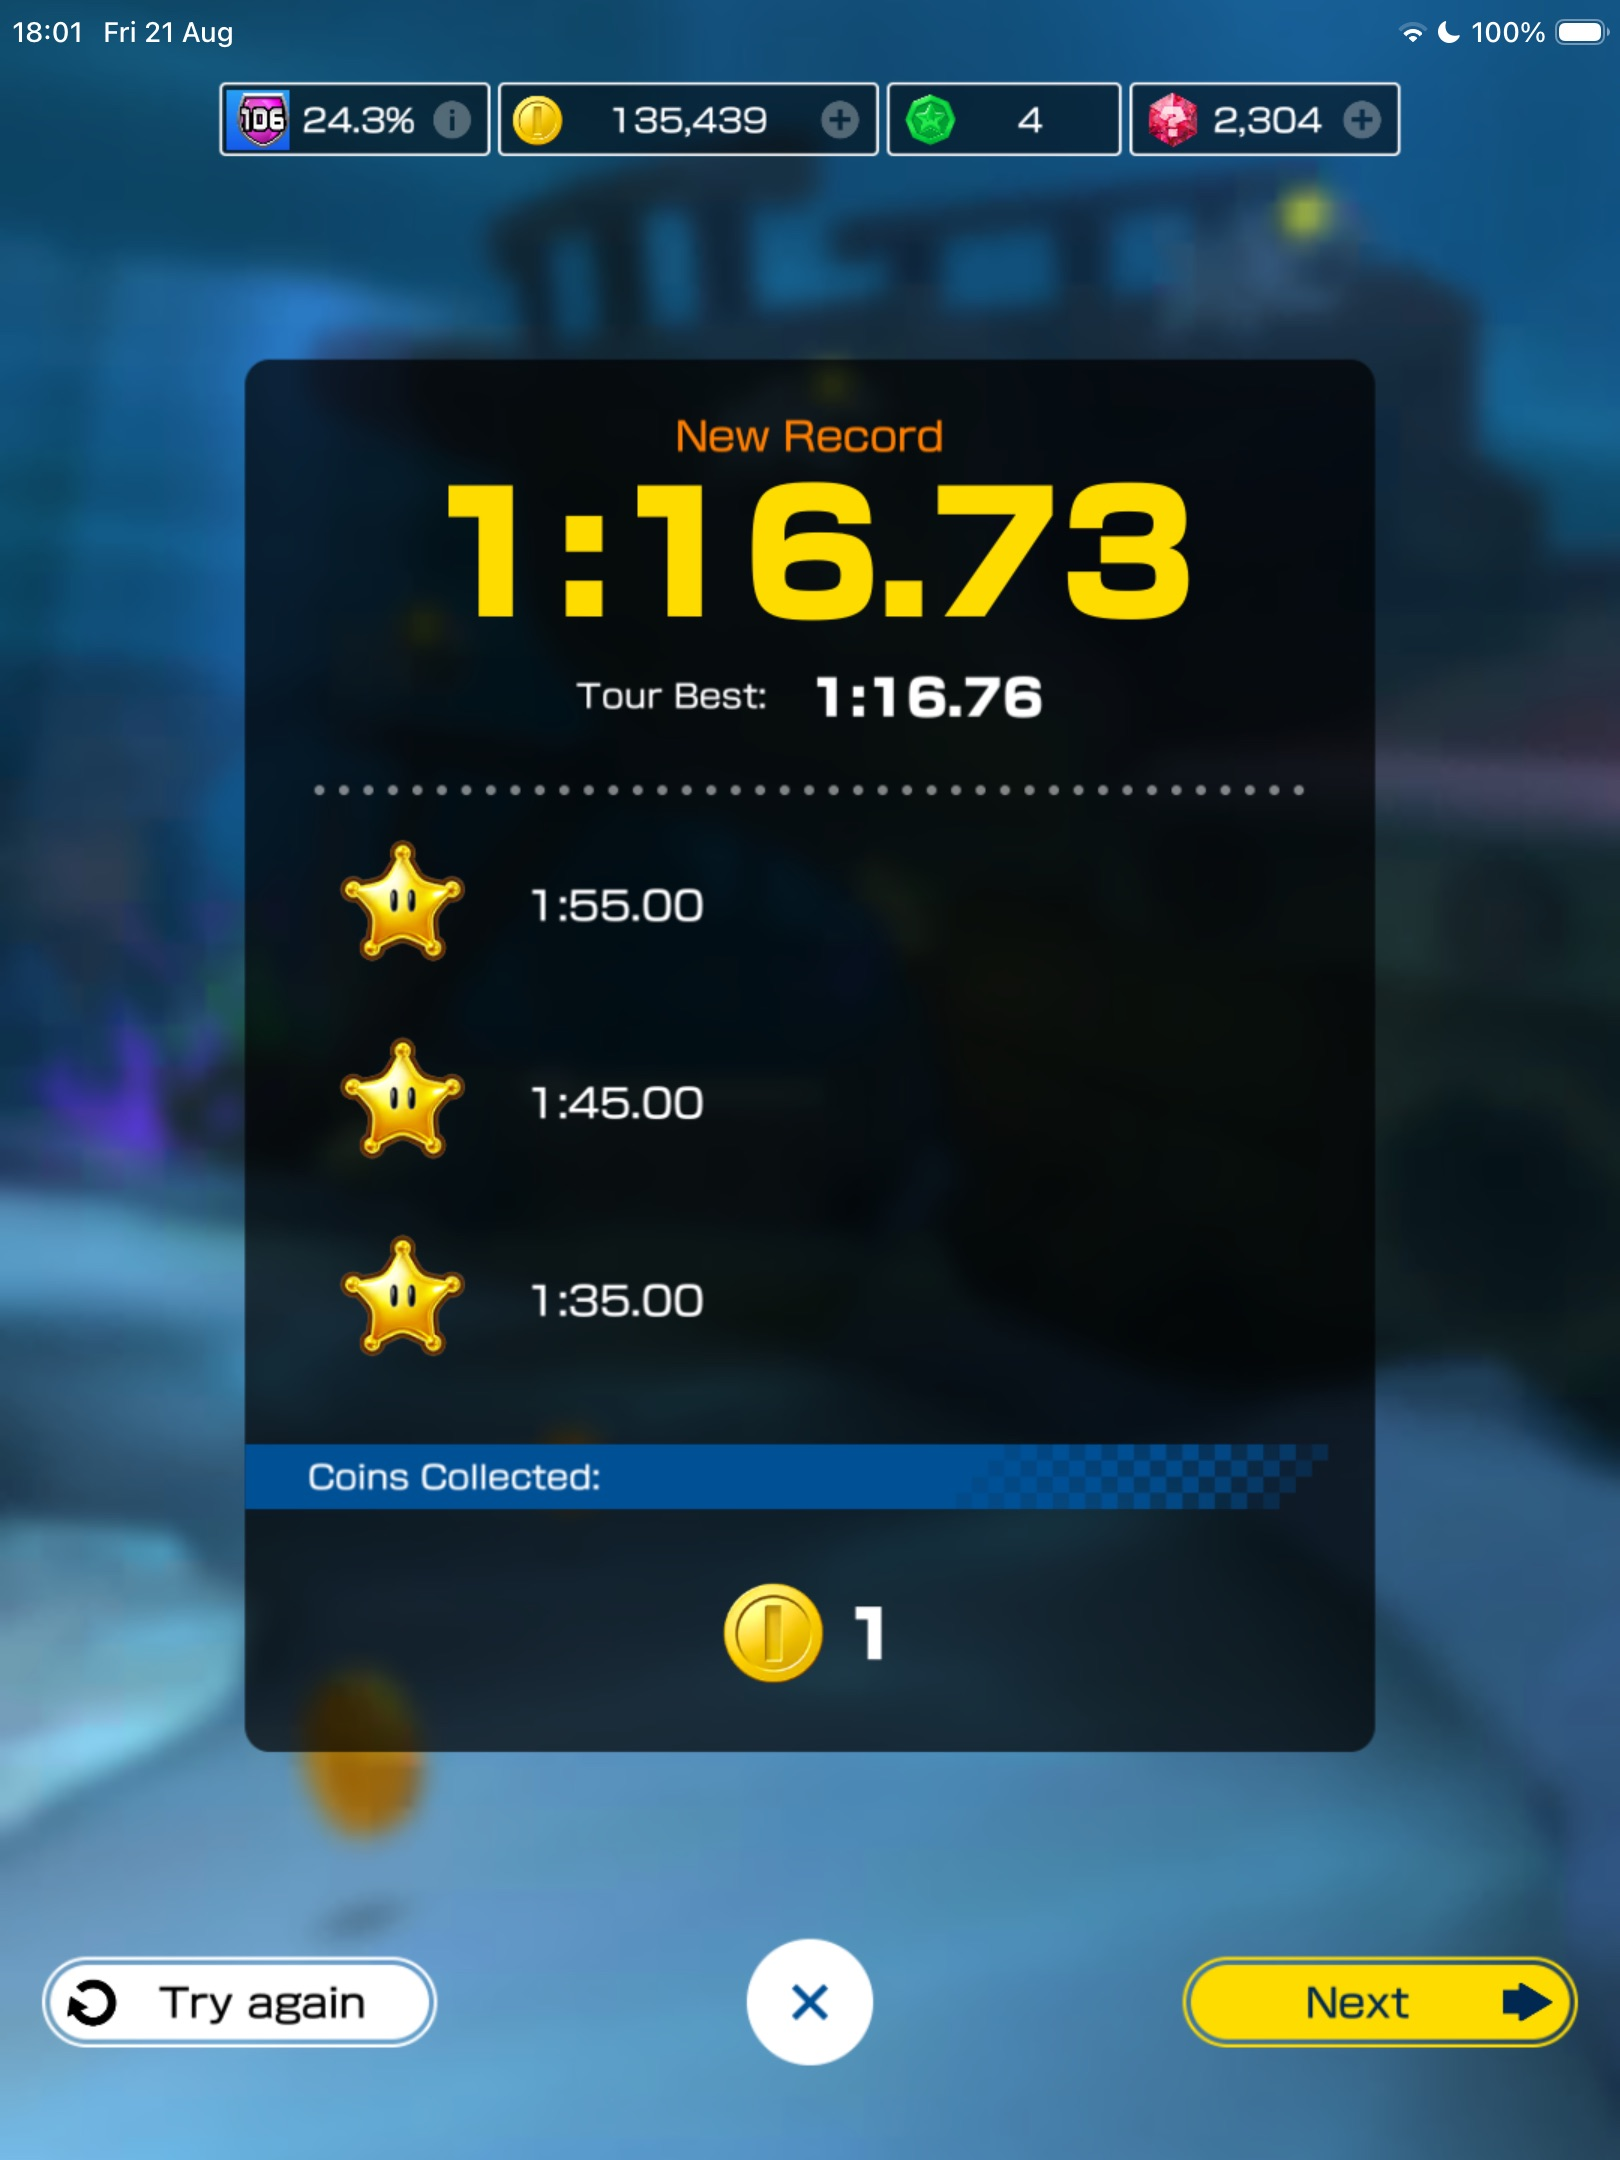 18:01 Fri 21 Aug
100%
106 24.3% i 135,439 + 4 ? 2,304 +
New Record
1:16.73
Tour Best: 1:16.76
1:55.00
1:45.00
1:35.00
Coins Collected:
1
Try again
×
Next